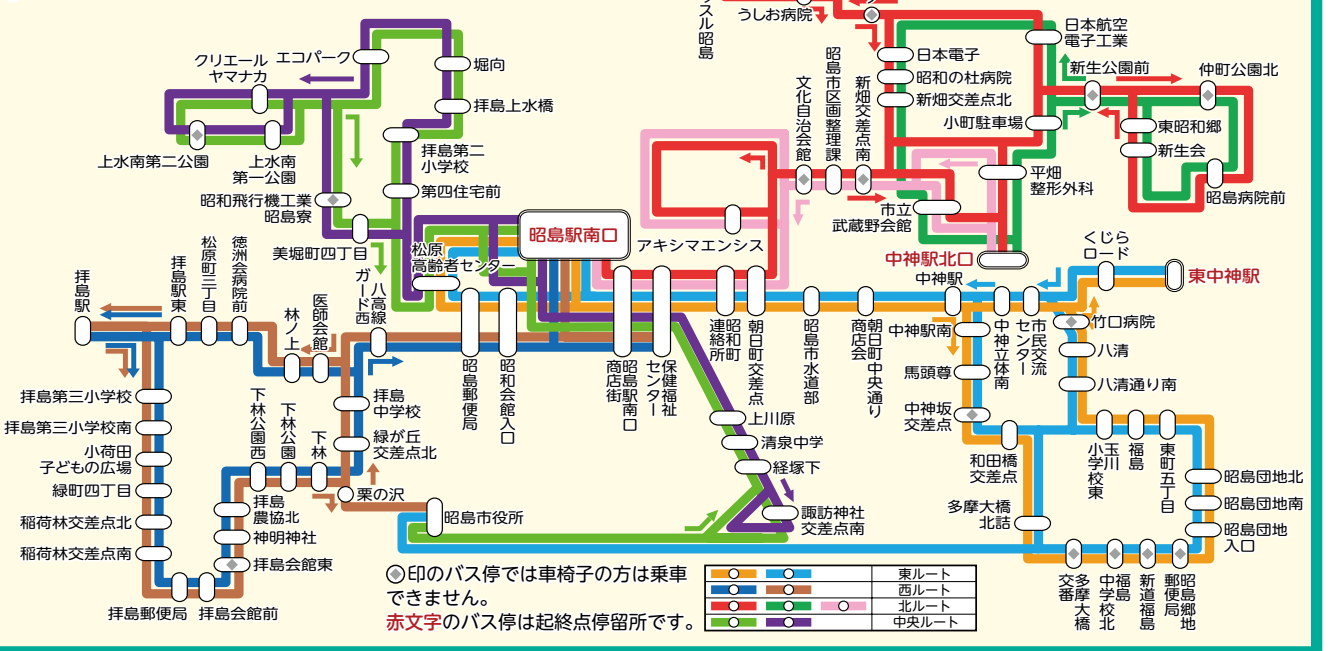 うしお病院
スル昭島
日本航空
電子工業
日本電子
昭和の杜病院
新畑交差点北
小町駐車場
新生公園前
仲町公園北
東昭和郷
新生会
昭島病院前
平畑
整形外科
市立
武蔵野会館
中神駅北口
文化自治会館
昭島市区画整理課
新畑交差点南
アキシマエンシス
クリエール
ヤマナカ
エコパーク
堀向
拝島上水橋
上水南第二公園
上水南
第一公園
拝島第二
小学校
第四住宅前
昭和飛行機工業
昭島寮
美堀町四丁目
松原
高齢者センター
昭島駅南口
拝島駅
拝島駅東
松原町三丁目
徳洲会病院前
林ノ上
医師会館
八高線
ガード西
昭島郵便局
昭和会館入口
昭島駅南口
商店街
保健福祉
センター
昭和町
連絡所
朝日町交差点
昭島市水道部
朝日町中央通り
商店会
中神駅
中神駅南
中神立体南
市民交流
センター
くじら
ロード
東中神駅
竹口病院
八清
八清通り南
馬頭尊
中神坂
交差点
和田橋
交差点
玉川
小学校東
福島
東町五丁目
昭島団地北
昭島団地南
昭島団地
入口
多摩大橋
北詰
多摩大橋
交番
福島
中学校北
新道福島
昭島郷地
郵便局
上川原
清泉中学
経塚下
諏訪神社
交差点南
昭島市役所
拝島
中学校
緑が丘
交差点北
栗の沢
下林
下林公園
下林公園西
拝島
農協北
神明神社
拝島会館東
拝島会館前
拝島郵便局
拝島第三小学校
拝島第三小学校南
小荷田
子どもの広場
緑町四丁目
稲荷林交差点北
稲荷林交差点南
印のバス停では車椅子の方は乗車
できません。
赤文字のバス停は起終点停留所です。
東ルート
西ルート
北ルート
中央ルート